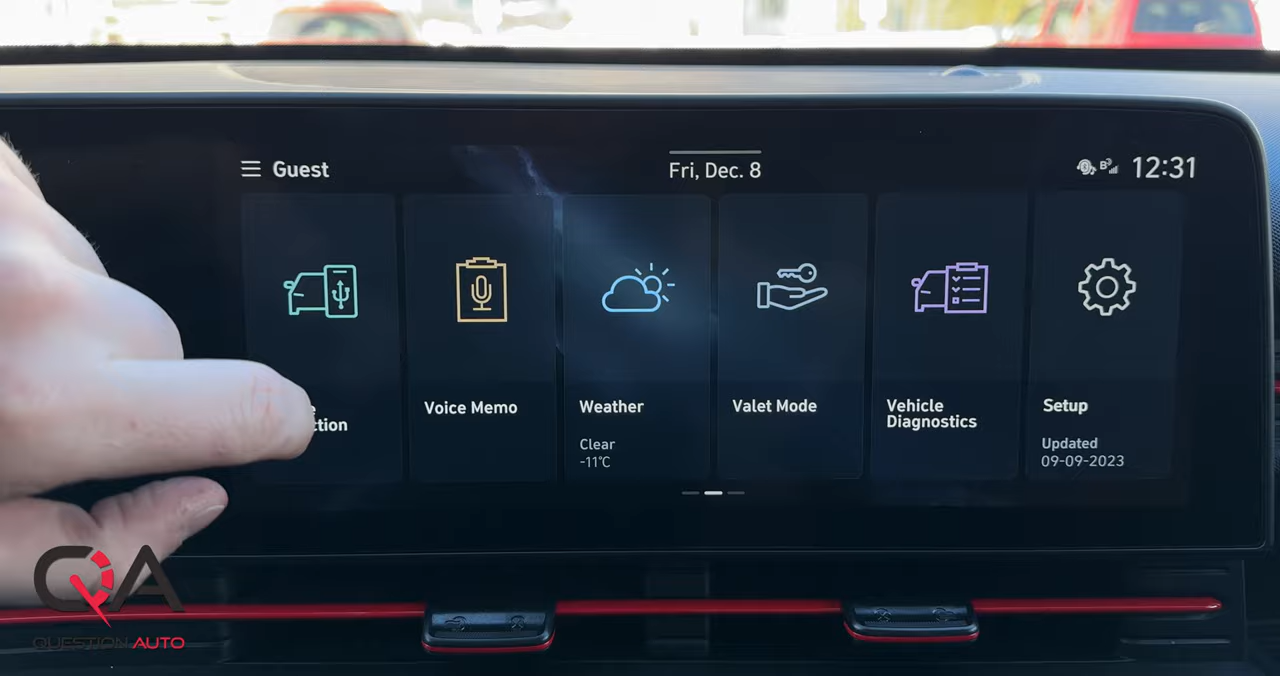 Guest
Fri, Dec. 8
12:31
Voice Memo
Weather
Clear
-11°C
Valet Mode
Vehicle
Diagnostics
Setup
Updated
09-09-2023
QA
QUESTION AUTO